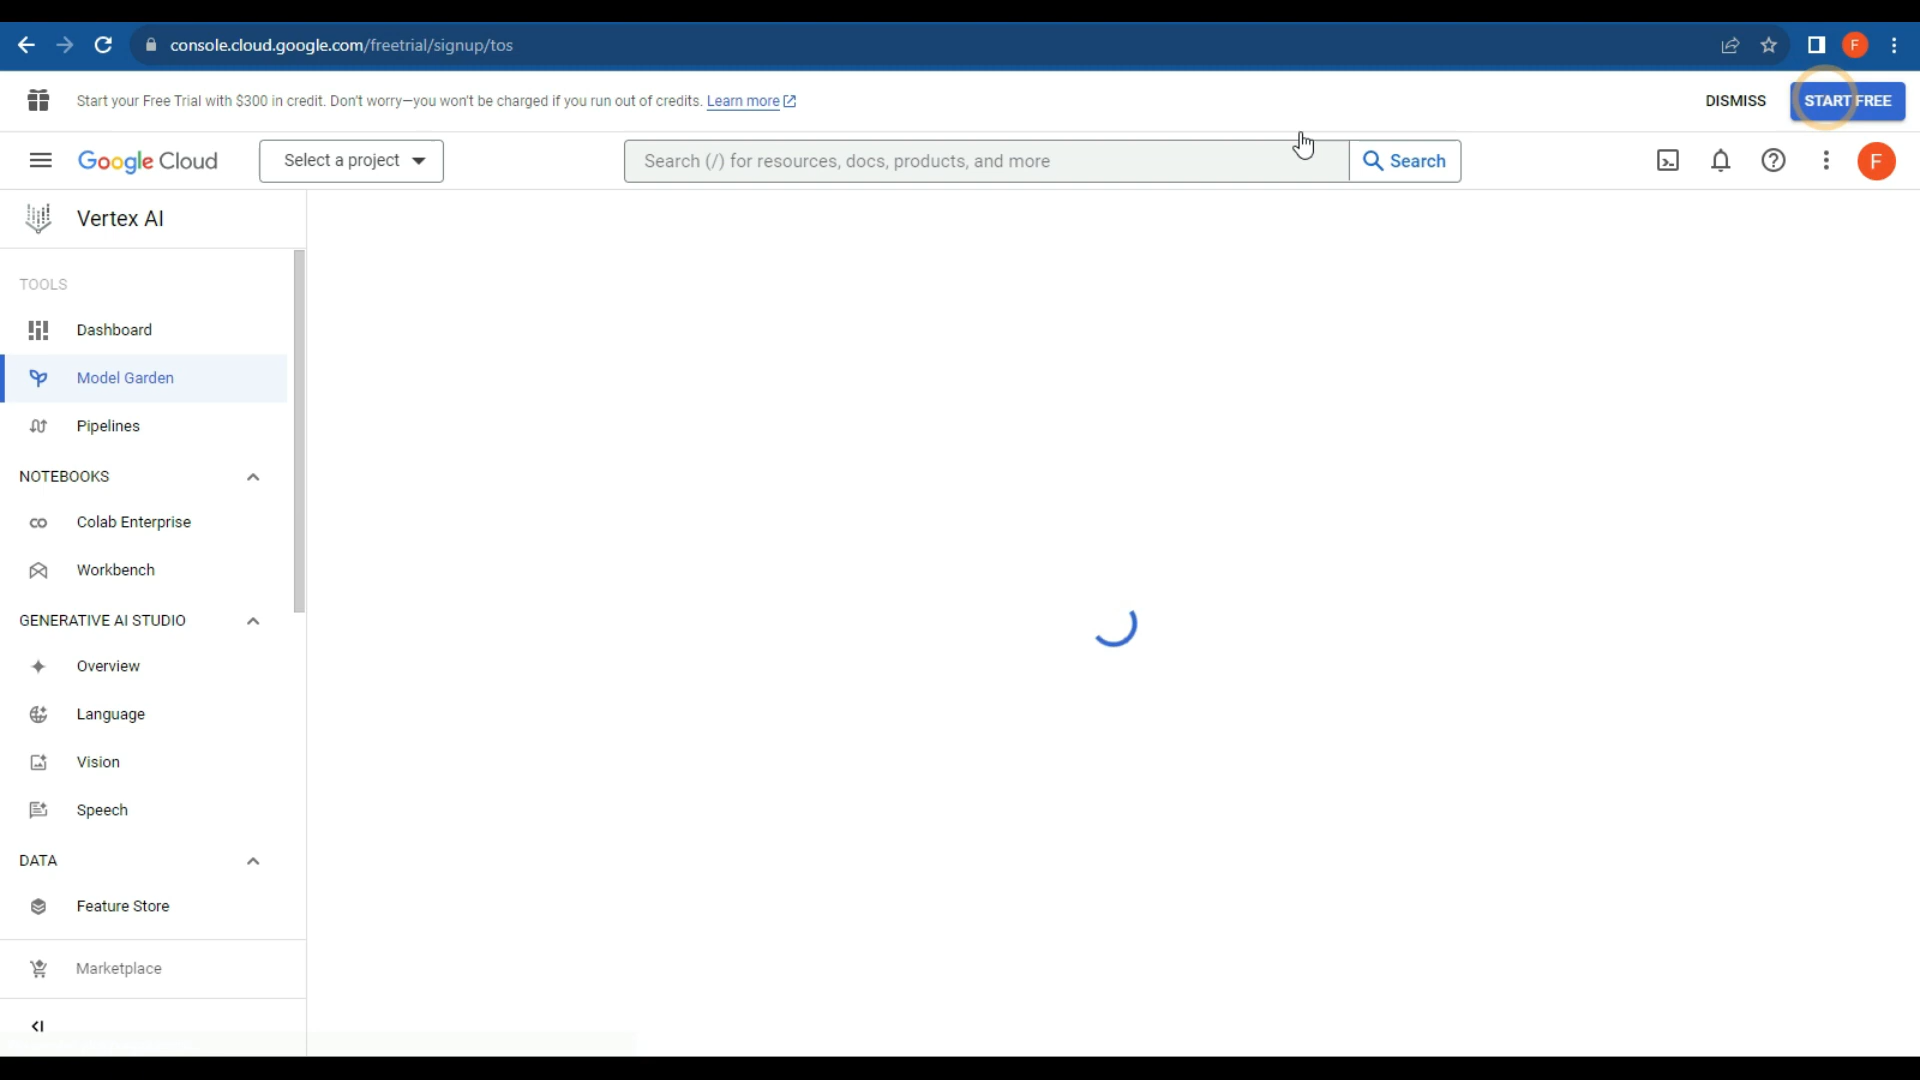 console.cloud.google.com/freetrial/signup/tos
F
Start your Free Trial with $300 in credit. Don't worry—you won't be charged if you run out of credits. Learn more
DISMISS
START FREE
Google Cloud
Select a project
Search (/) for resources, docs, products, and more
Search
F
Vertex AI
TOOLS
Dashboard
Model Garden
Pipelines
NOTEBOOKS
Colab Enterprise
Workbench
GENERATIVE AI STUDIO
Overview
Language
Vision
Speech
DATA
Feature Store
Marketplace